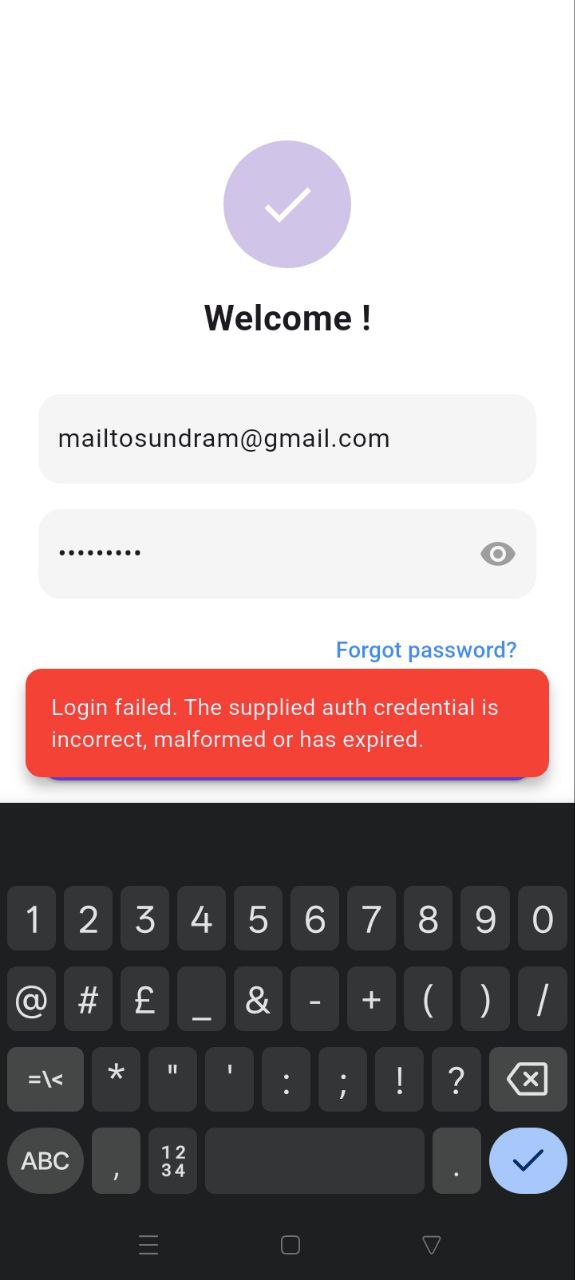 Welcome !
mailtosundram@gmail.com
•••••••••
Forgot password?
Login failed. The supplied auth credential is
incorrect, malformed or has expired.
1 2 3 4 5 6 7 8 9 0
@ # £ _ & - + ( ) /
=\< * " ' : ; ! ?
ABC , 12 34 .